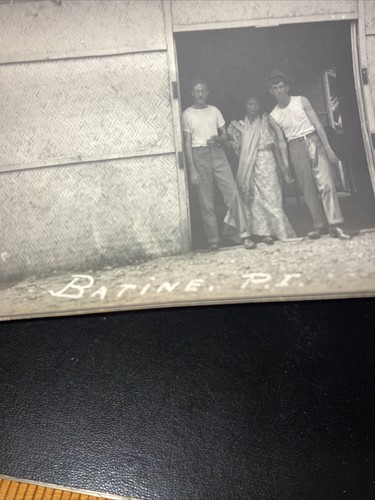 BATINE, P.I.